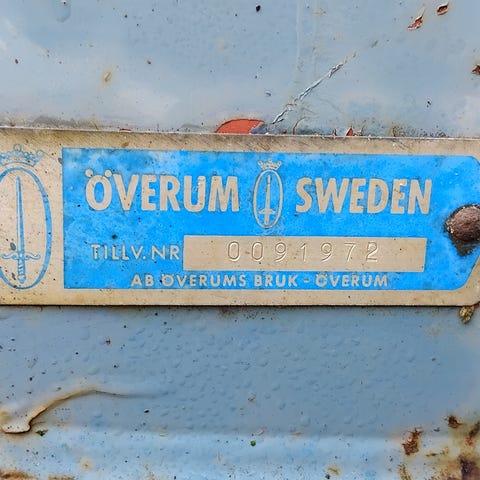 ÖVERUM SWEDEN
TILLV. NR 0091972
AB ÖVERUMS BRUK - ÖVERUM